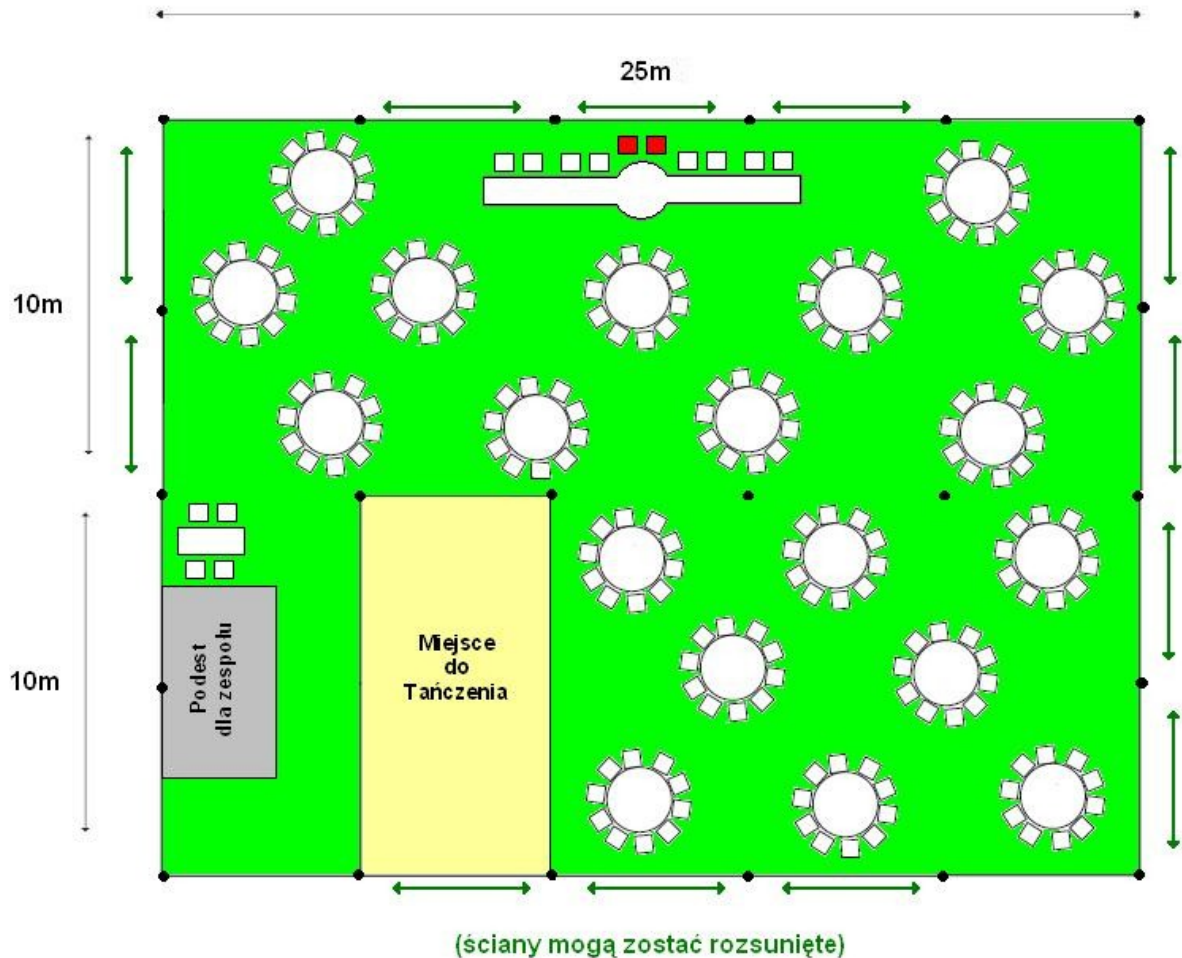 25m
10m
10m
Podest
dla zespołu
Miejsce
do
Tańczenia
(ściany mogą zostać rozsunięte)